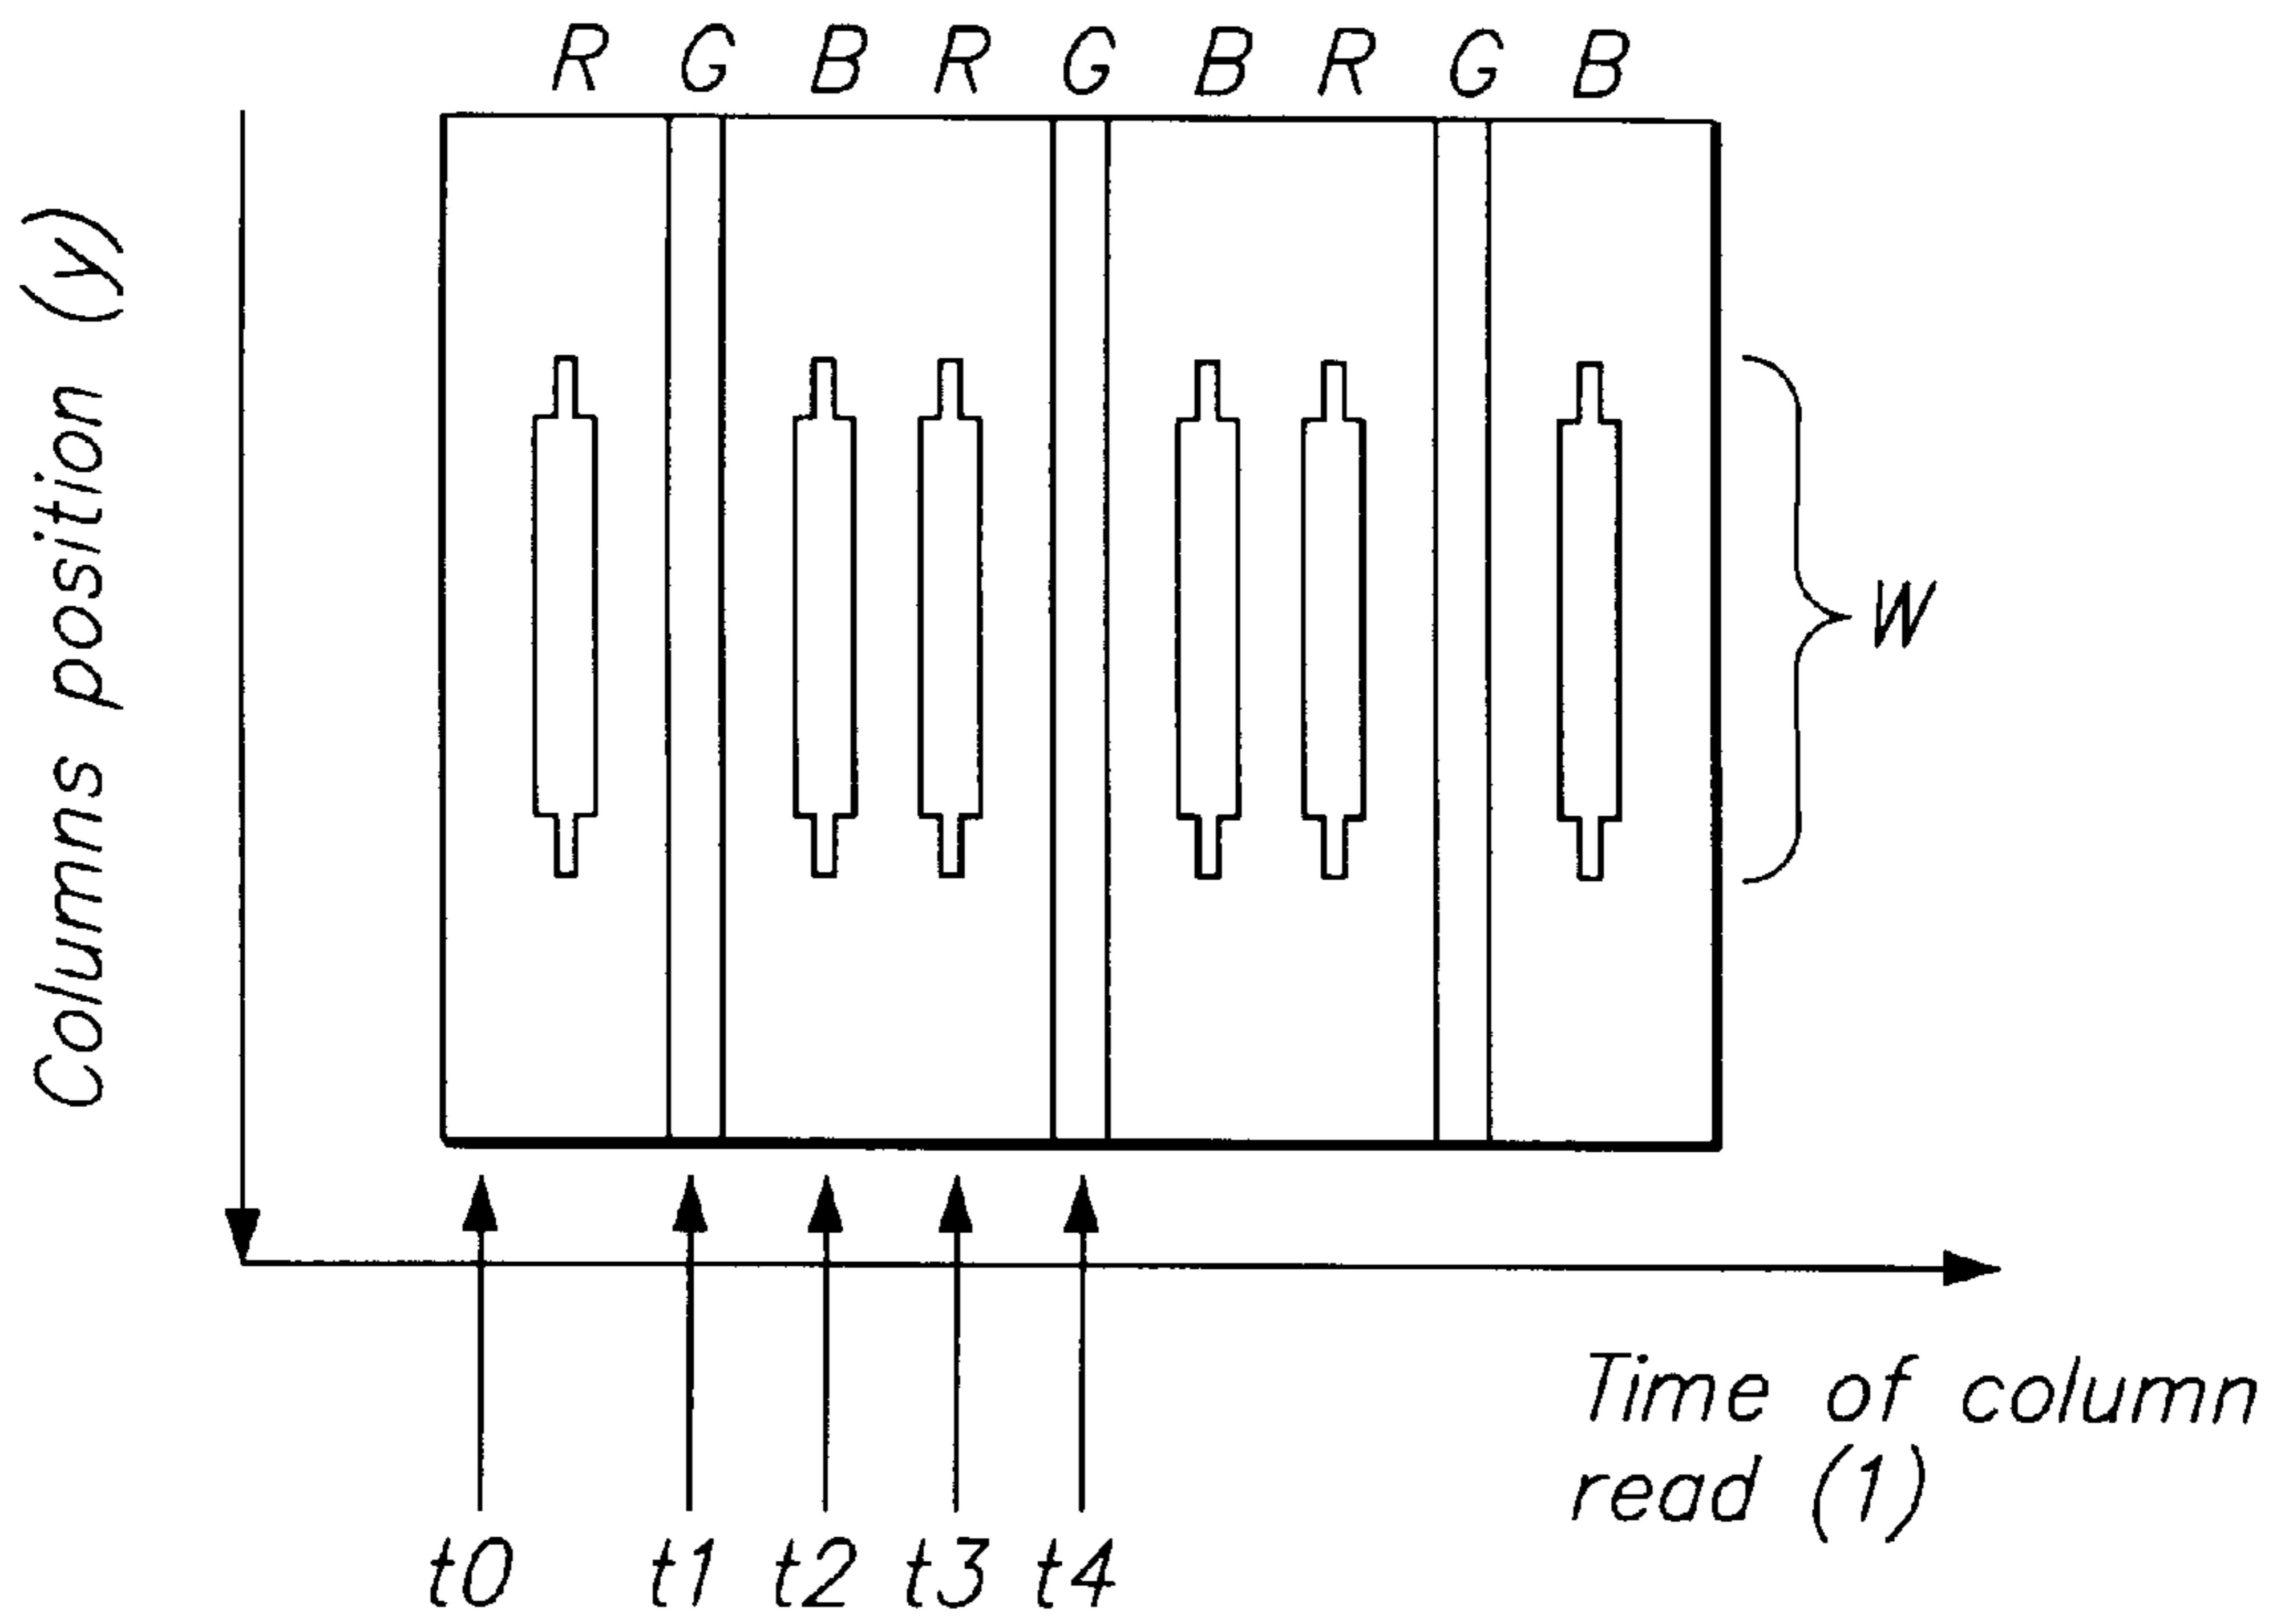 R G B R G B R G B
Columns position (y)
W
Time of column
read (1)
t0 t1 t2 t3 t4